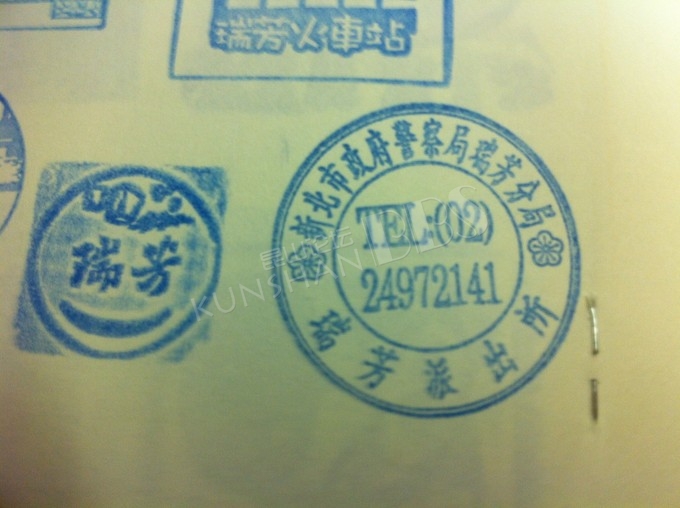 瑞芳火車站
瑞芳
新北市政府警察局瑞芳分局
TEL:(02)
24972141
瑞芳派出所
KUNSHAN BDS